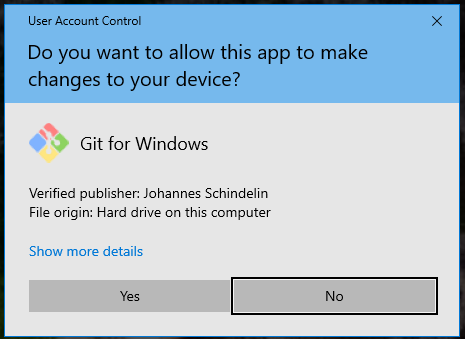 User Account Control
Do you want to allow this app to make
changes to your device?
Git for Windows
Verified publisher: Johannes Schindelin
File origin: Hard drive on this computer
Show more details
Yes
No